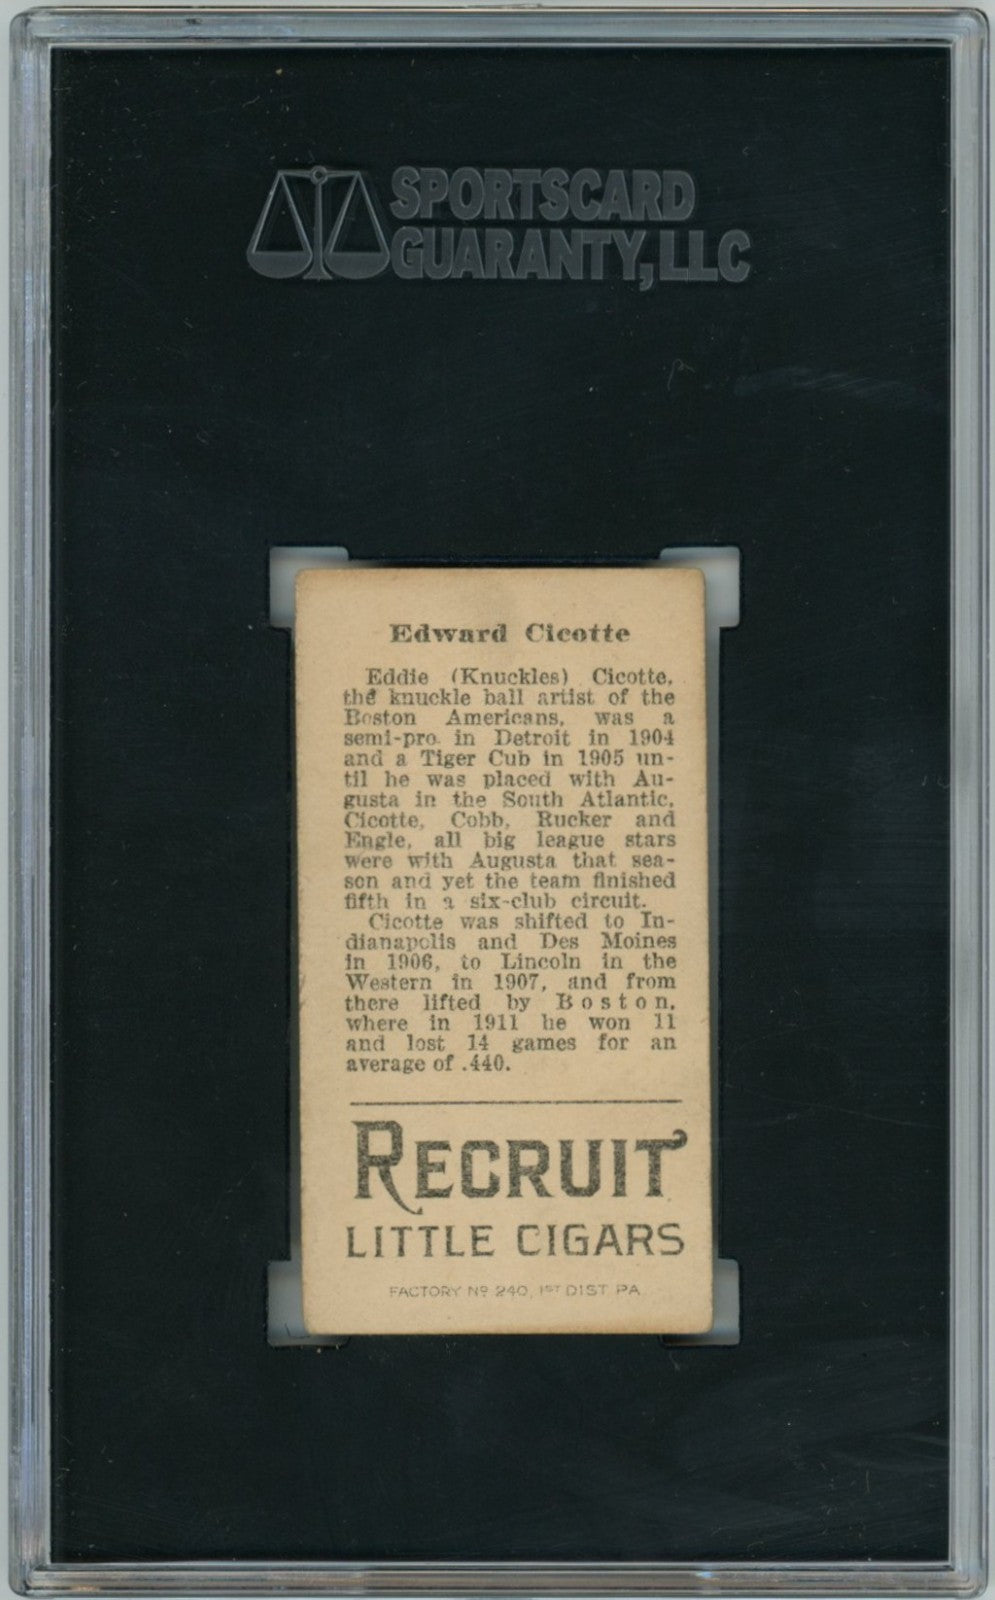 SPORTSCARD
GUARANTY, LLC
Edward Cicotte
Eddie (Knuckles) Cicotte,
the knuckle ball artist of the
Boston Americans, was a
semi-pro. in Detroit in 1904
and a Tiger Cub in 1905 un-
til he was placed with Au-
gusta in the South Atlantic.
Cicotte, Cobb, Rucker and
Engle, all big league stars
were with Augusta that sea-
son and yet the team finished
fifth in a six-club circuit.
Cicotte was shifted to In-
dianapolis and Des Moines
in 1906, to Lincoln in the
Western in 1907, and from
there lifted by Boston,
where in 1911 he won 11
and lost 14 games for an
average of .440.
RECRUIT
LITTLE CIGARS
FACTORY Nº 240, 1ST DIST. PA.